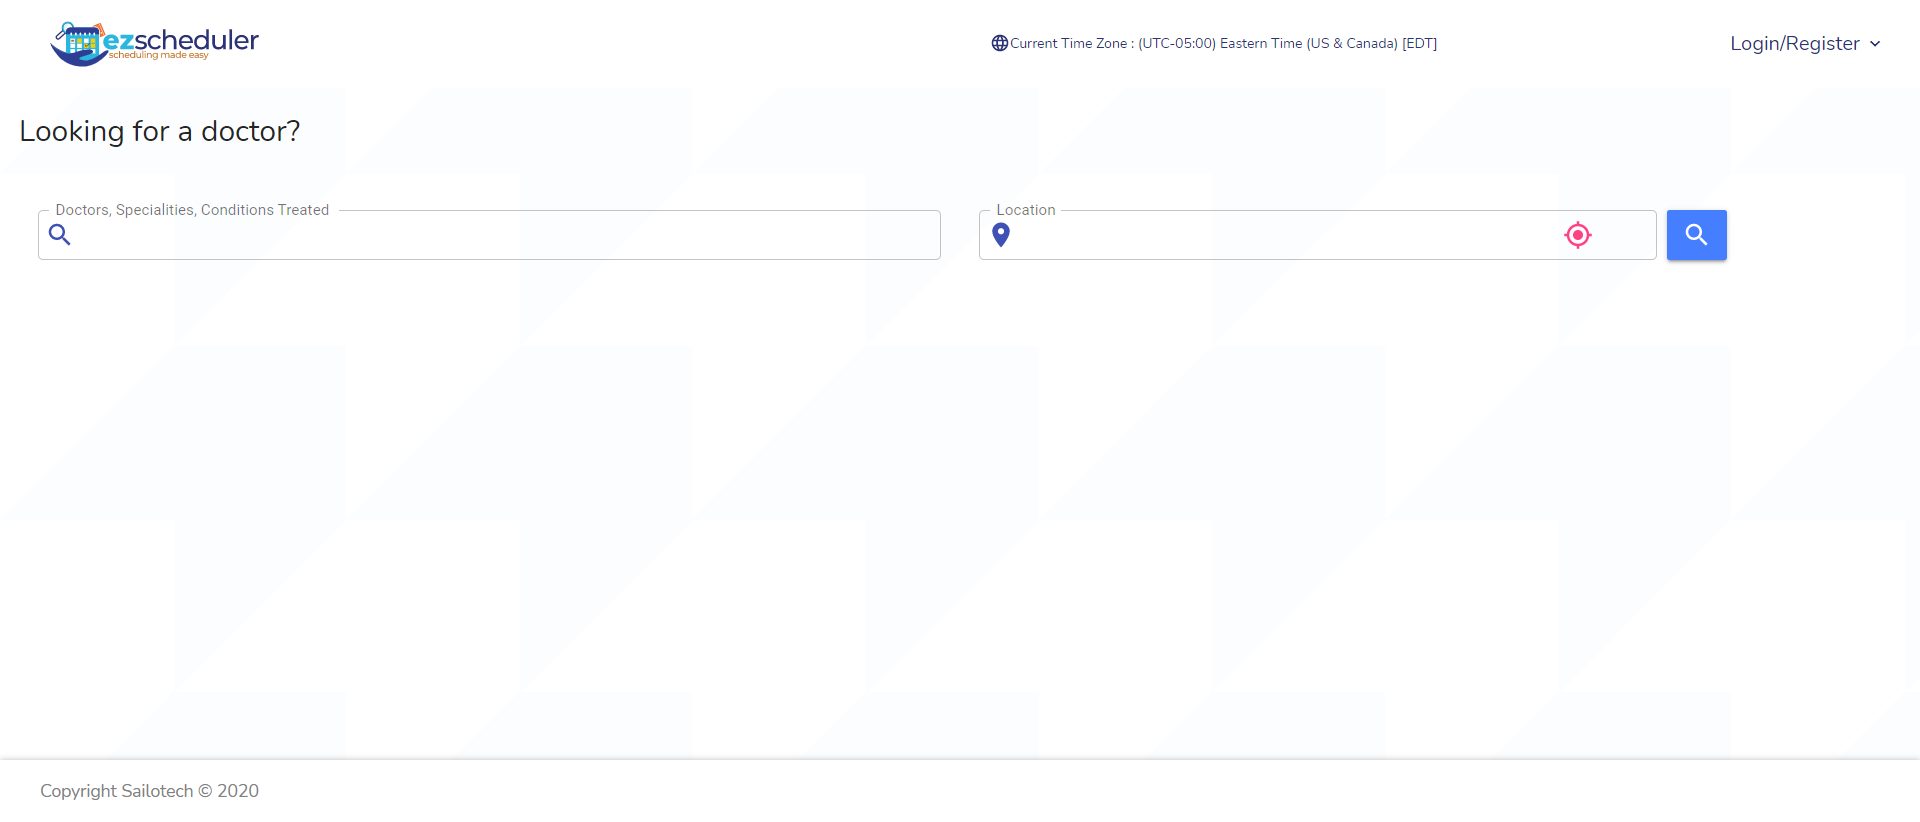 ezscheduler
scheduling made easy
Current Time Zone : (UTC-05:00) Eastern Time (US & Canada) [EDT]
Login/Register
Looking for a doctor?
Doctors, Specialities, Conditions Treated
Location
Copyright Sailotech © 2020